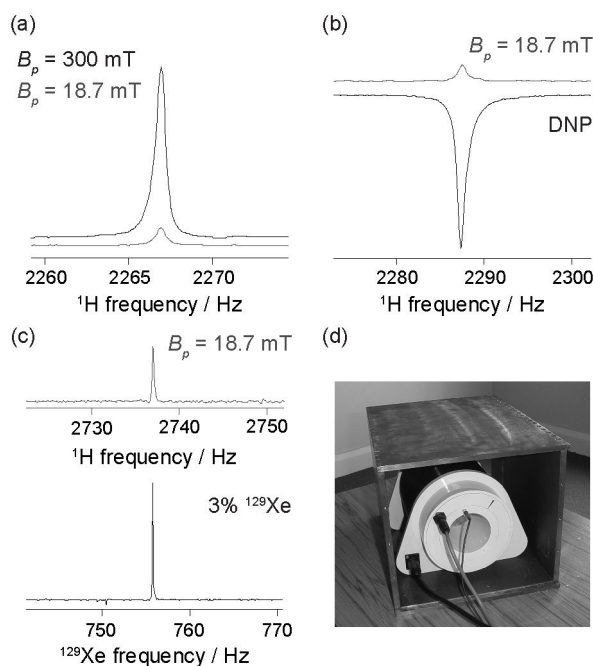 (a)
B_p = 300 mT
B_p = 18.7 mT
2260 2265 2270
¹H frequency / Hz
(b)
B_p = 18.7 mT
DNP
2280 2290 2300
¹H frequency / Hz
(c)
B_p = 18.7 mT
2730 2740 2750
¹H frequency / Hz
3% ¹²⁹Xe
750 760 770
¹²⁹Xe frequency / Hz
(d)